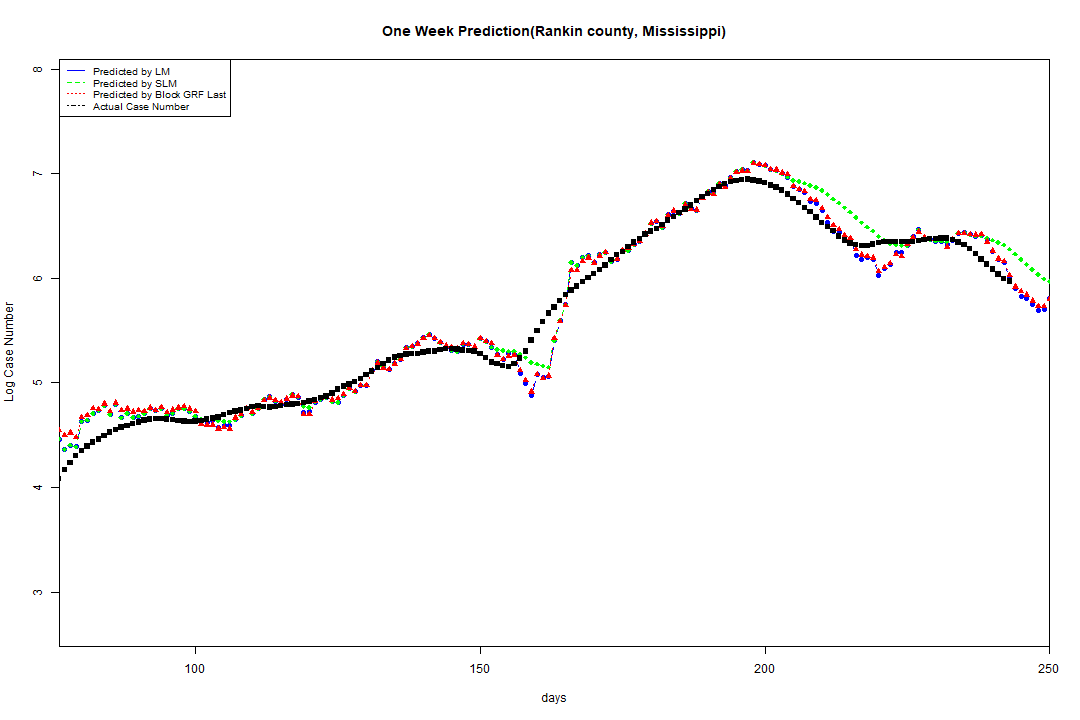 One Week Prediction(Rankin county, Mississippi)
Predicted by LM
Predicted by SLM
Predicted by Block GRF Last
Actual Case Number
8
7
6
5
4
3
Log Case Number
100
150
200
250
days